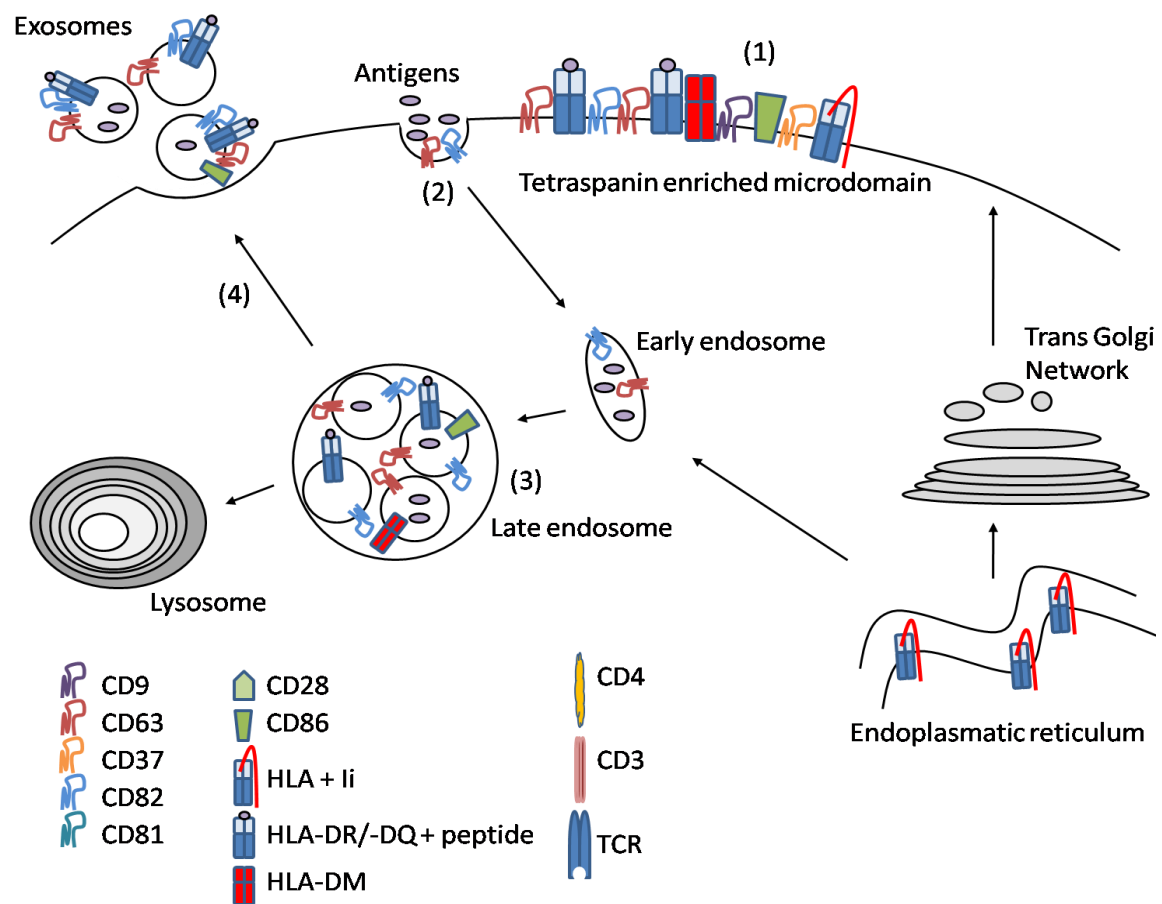 Exosomes
Antigens
(1)
Tetraspanin enriched microdomain
(2)
(4)
Early endosome
Trans Golgi
Network
(3)
Late endosome
Lysosome
Endoplasmatic reticulum
CD9
CD63
CD37
CD82
CD81
CD28
CD86
HLA + Ii
HLA-DR/-DQ + peptide
HLA-DM
CD4
CD3
TCR